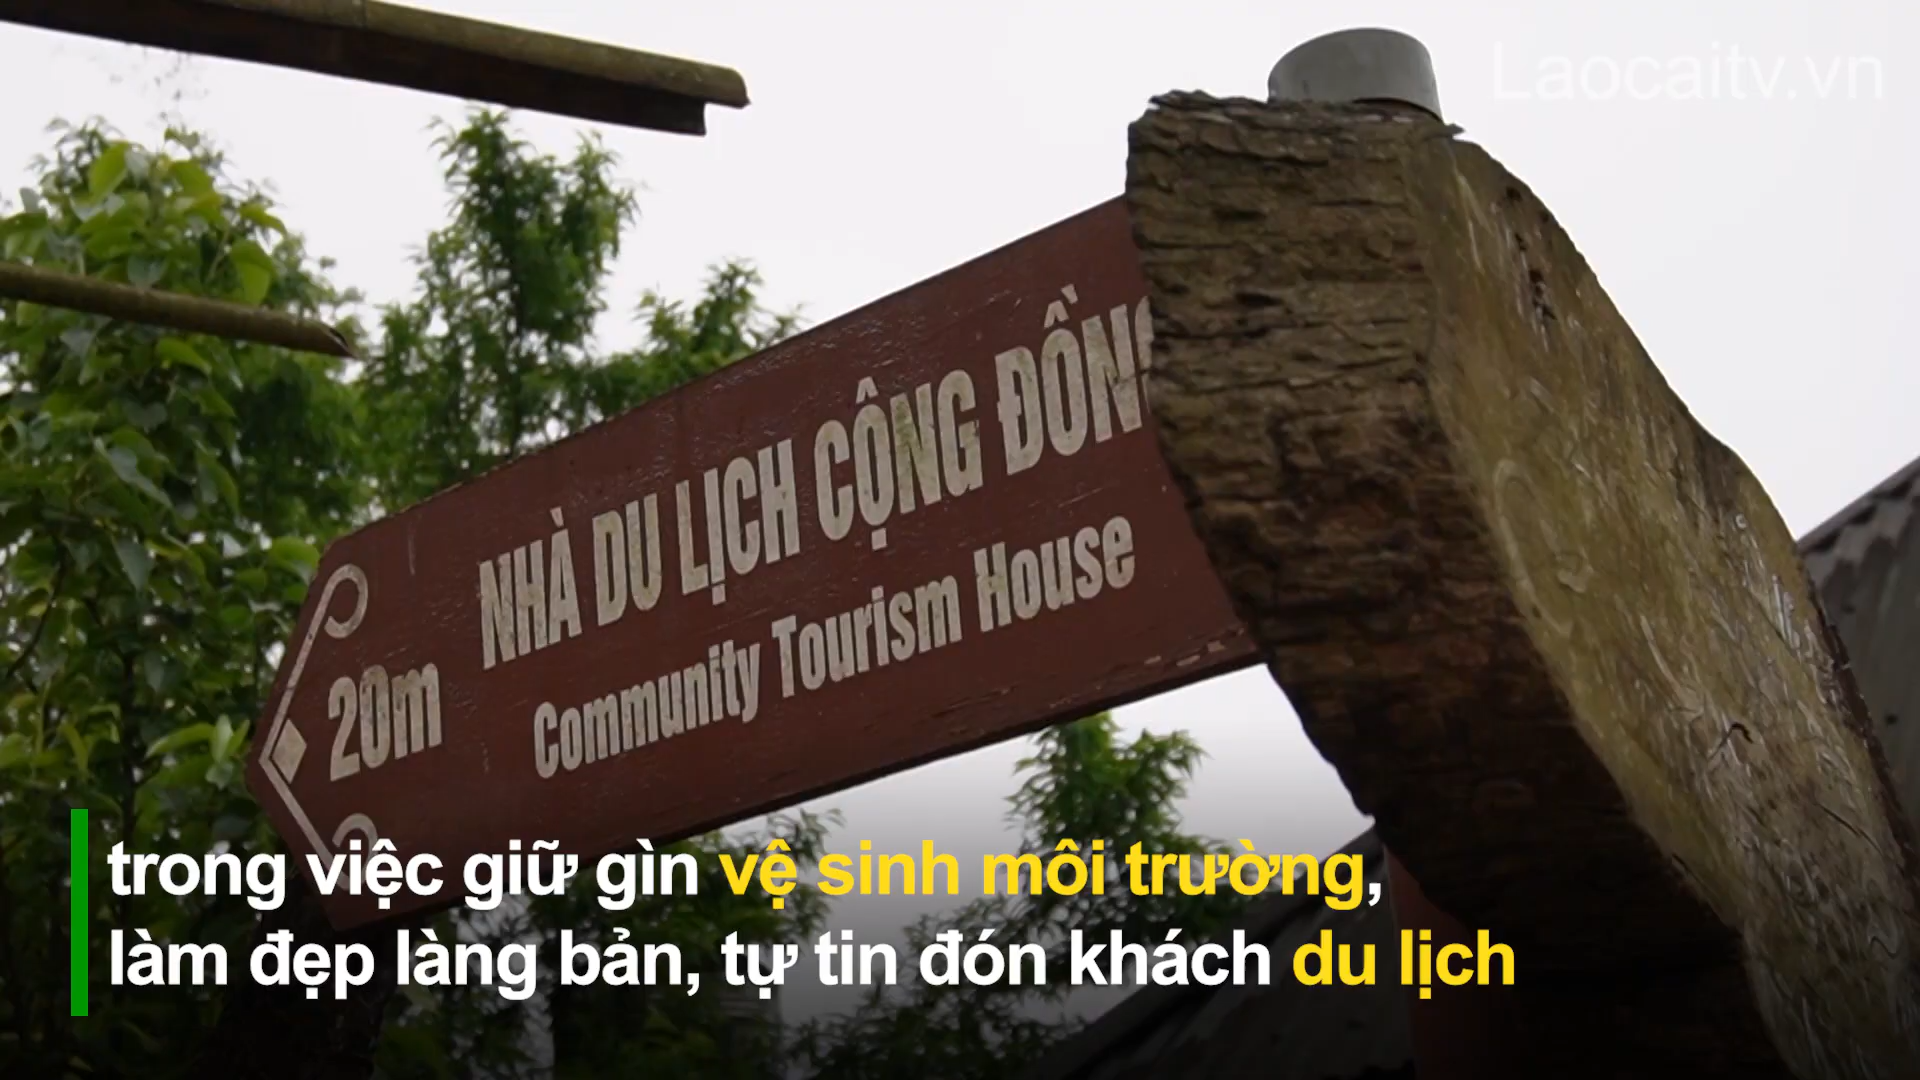 Laocaitv.vn
NHÀ DU LỊCH CỘNG ĐỒNG
Community Tourism House
20m
trong việc giữ gìn vệ sinh môi trường,
làm đẹp làng bản, tự tin đón khách du lịch